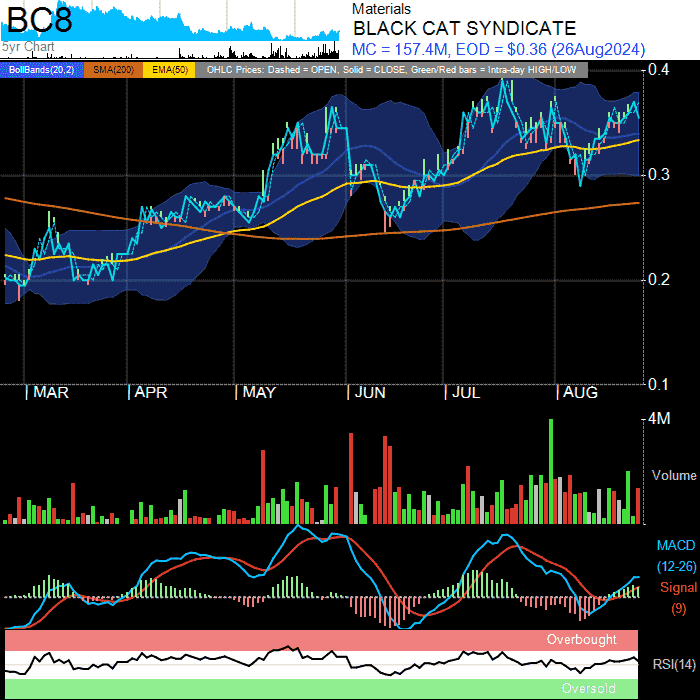 BC8
5yr Chart
Materials
BLACK CAT SYNDICATE
MC = 157.4M, EOD = $0.36 (26Aug2024)
BollBands(20,2) SMA(200) EMA(50) OHLC Prices: Dashed = OPEN, Solid = CLOSE, Green/Red bars = Intra-day HIGH/LOW
0.4
0.3
0.2
0.1
| MAR | APR | MAY | JUN | JUL | AUG
4M
Volume
MACD
(12-26)
Signal
(9)
Overbought
RSI(14)
Oversold